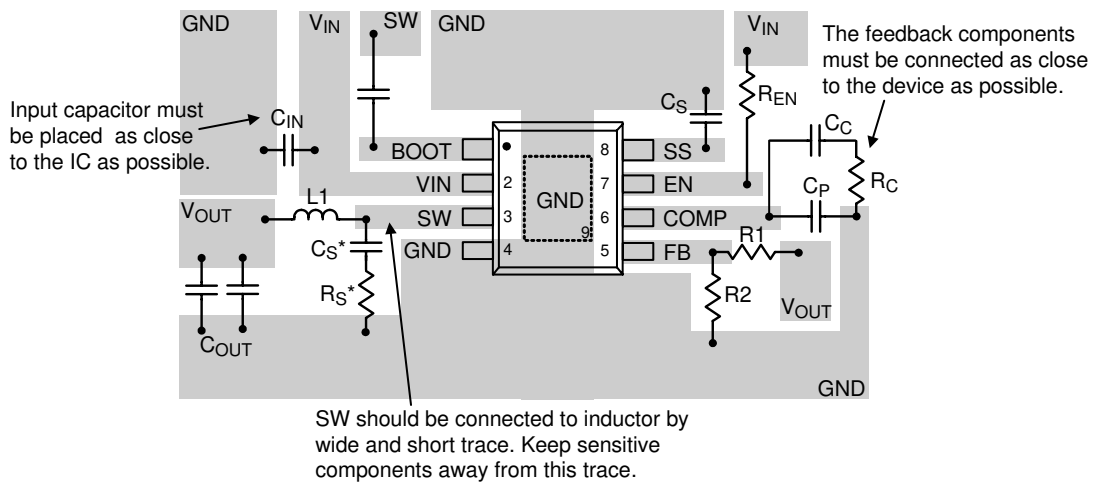 GND
VIN
SW
GND
VIN
The feedback components
must be connected as close
to the device as possible.
Input capacitor must
be placed as close
to the IC as possible.
CIN
CS
REN
CC
RC
CP
BOOT
8
SS
VIN
2
GND
7
EN
L1
VOUT
SW
3
6
COMP
9
R1
CS*
GND
4
5
FB
RS*
R2
VOUT
COUT
GND
SW should be connected to inductor by
wide and short trace. Keep sensitive
components away from this trace.